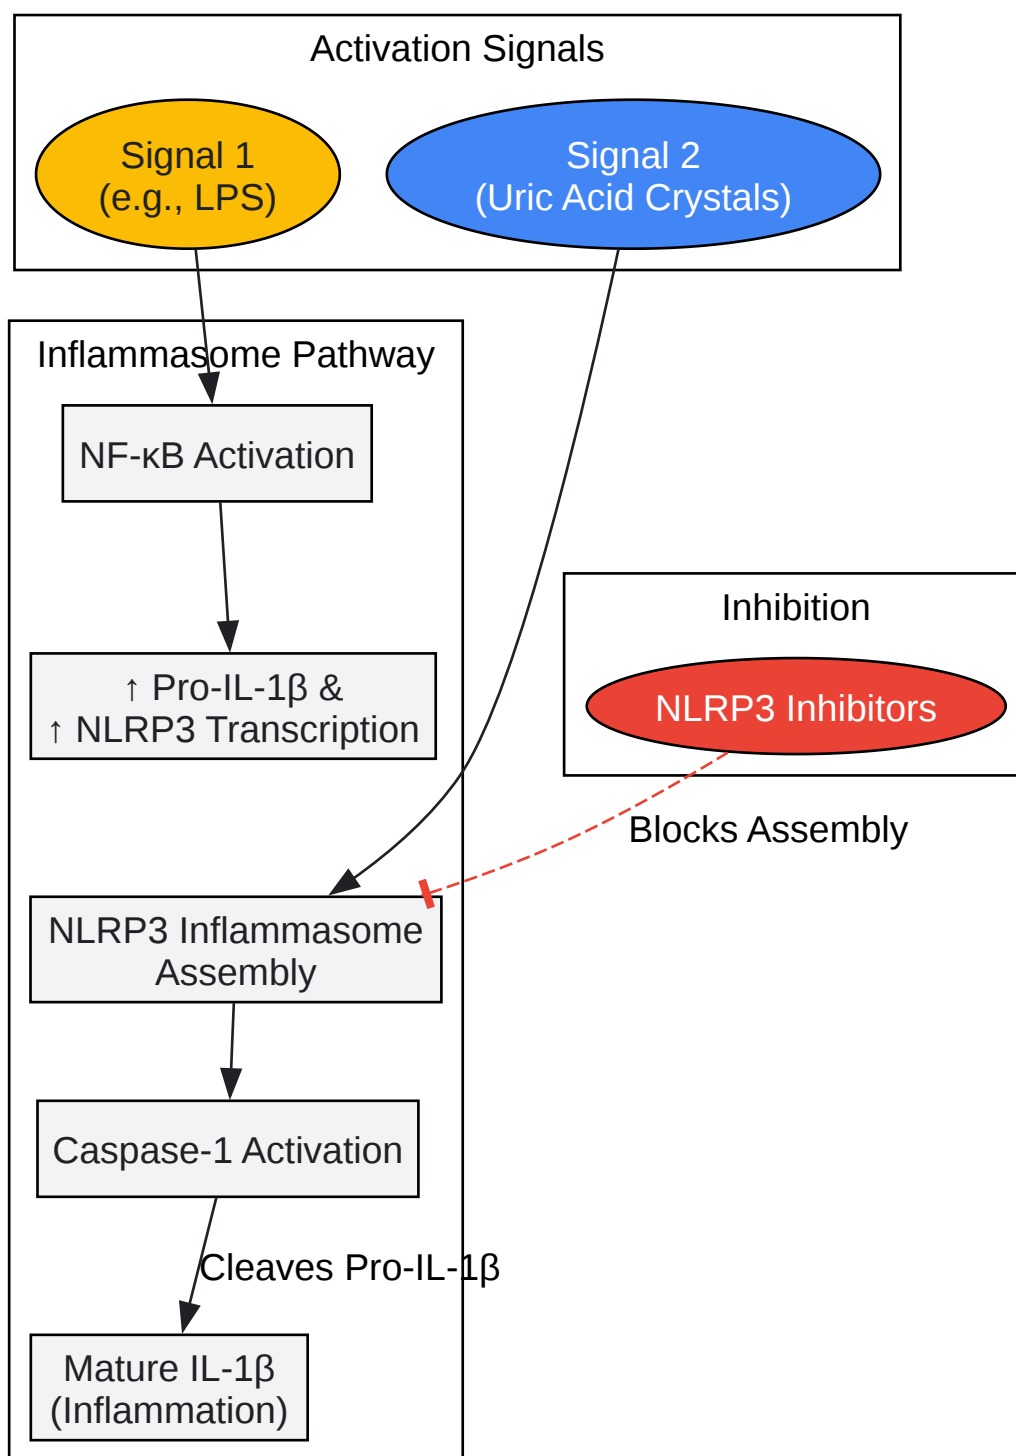 Activation Signals
Signal 1
(e.g., LPS)
Signal 2
(Uric Acid Crystals)
Inflammasome Pathway
NF-κB Activation
↑ Pro-IL-1β &
↑ NLRP3 Transcription
Inhibition
NLRP3 Inhibitors
Blocks Assembly
NLRP3 Inflammasome
Assembly
Caspase-1 Activation
Cleaves Pro-IL-1β
Mature IL-1β
(Inflammation)